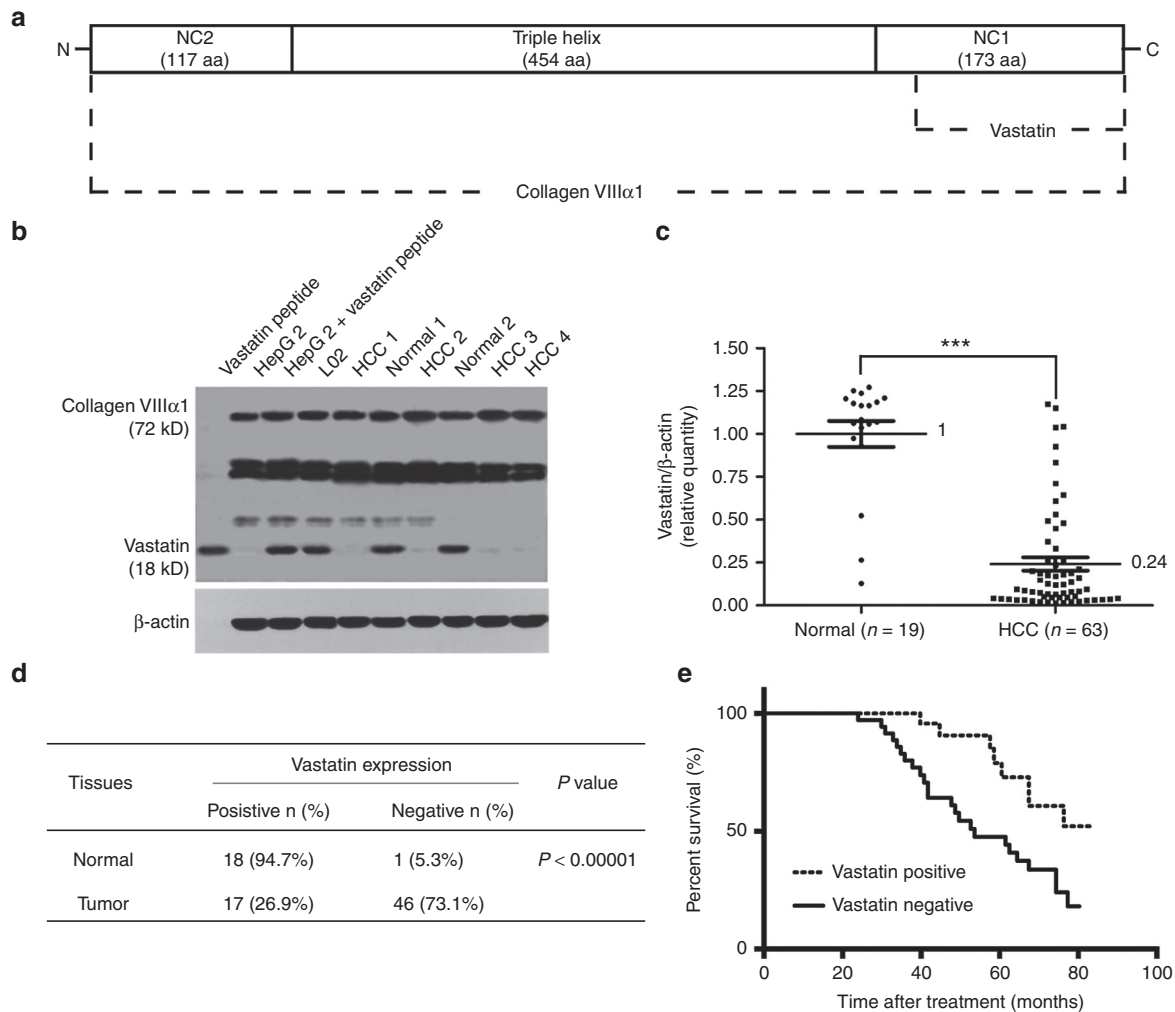 a
N
NC2
(117 aa)
Triple helix
(454 aa)
NC1
(173 aa)
C
Vastatin
Collagen VIIIα1
b
Vastatin peptide
HepG 2
HepG 2 + vastatin peptide
L02
HCC 1
Normal 1
HCC 2
Normal 2
HCC 3
HCC 4
Collagen VIIIα1
(72 kD)
Vastatin
(18 kD)
β-actin
c
Vastatin/β-actin
(relative quantity)
1.50
1.25
1.00
0.75
0.50
0.25
0.00
***
1
0.24
Normal (n = 19)
HCC (n = 63)
d
Tissues
Vastatin expression
P value
Posistive n (%)
Negative n (%)
Normal
18 (94.7%)
1 (5.3%)
P < 0.00001
Tumor
17 (26.9%)
46 (73.1%)
e
Percent survival (%)
100
50
0
Vastatin positive
Vastatin negative
0
20
40
60
80
100
Time after treatment (months)